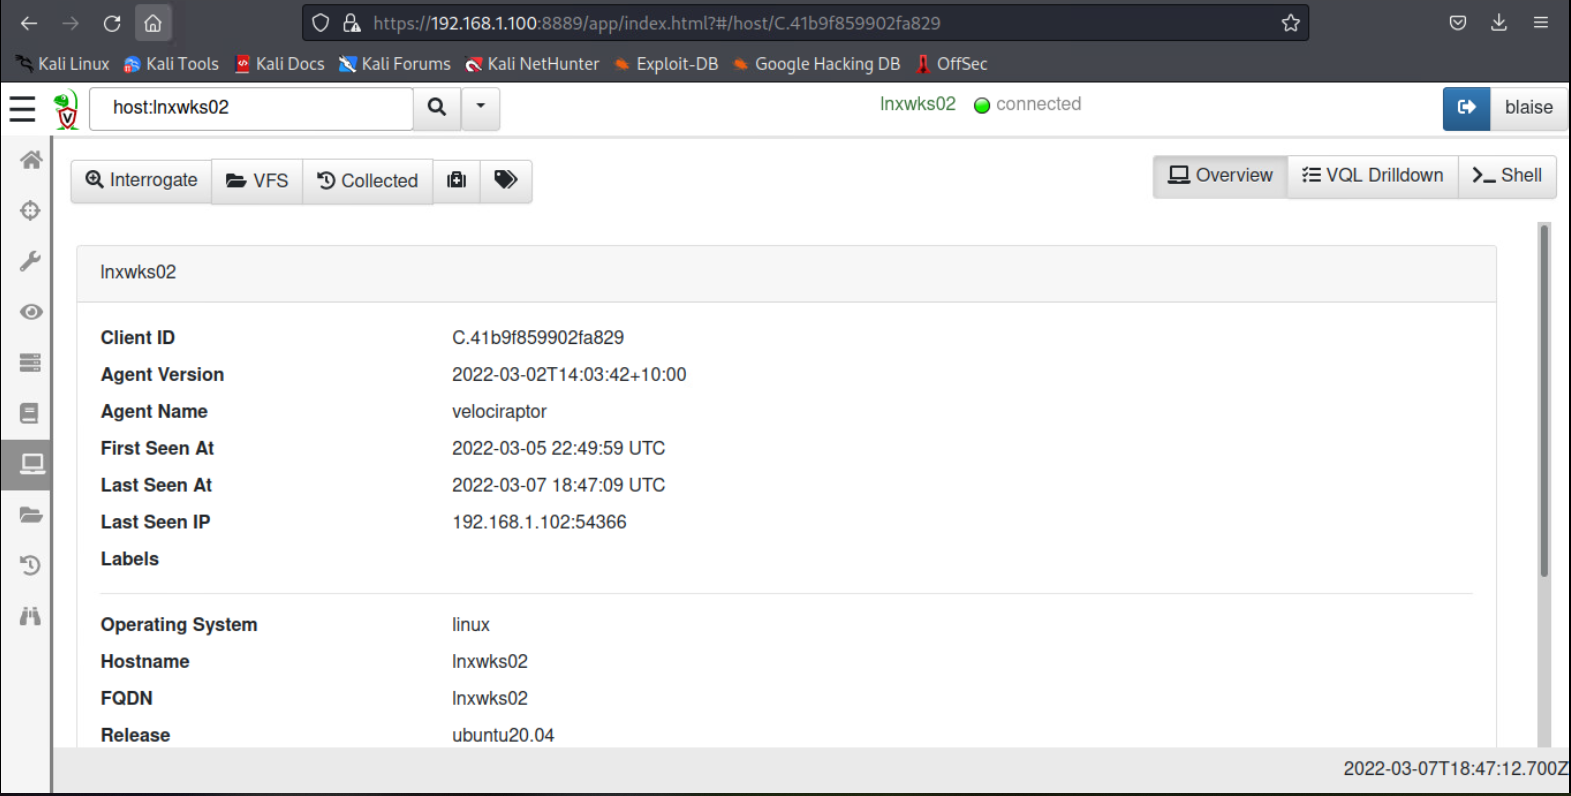 https://192.168.1.100:8889/app/index.html?#/host/C.41b9f859902fa829
Kali Linux Kali Tools Kali Docs Kali Forums Kali NetHunter Exploit-DB Google Hacking DB OffSec
host:lnxwks02 lnxwks02 connected blaise
Interrogate VFS Collected Overview VQL Drilldown Shell
lnxwks02
Client ID C.41b9f859902fa829
Agent Version 2022-03-02T14:03:42+10:00
Agent Name velociraptor
First Seen At 2022-03-05 22:49:59 UTC
Last Seen At 2022-03-07 18:47:09 UTC
Last Seen IP 192.168.1.102:54366
Labels
Operating System linux
Hostname lnxwks02
FQDN lnxwks02
Release ubuntu20.04
2022-03-07T18:47:12.700Z